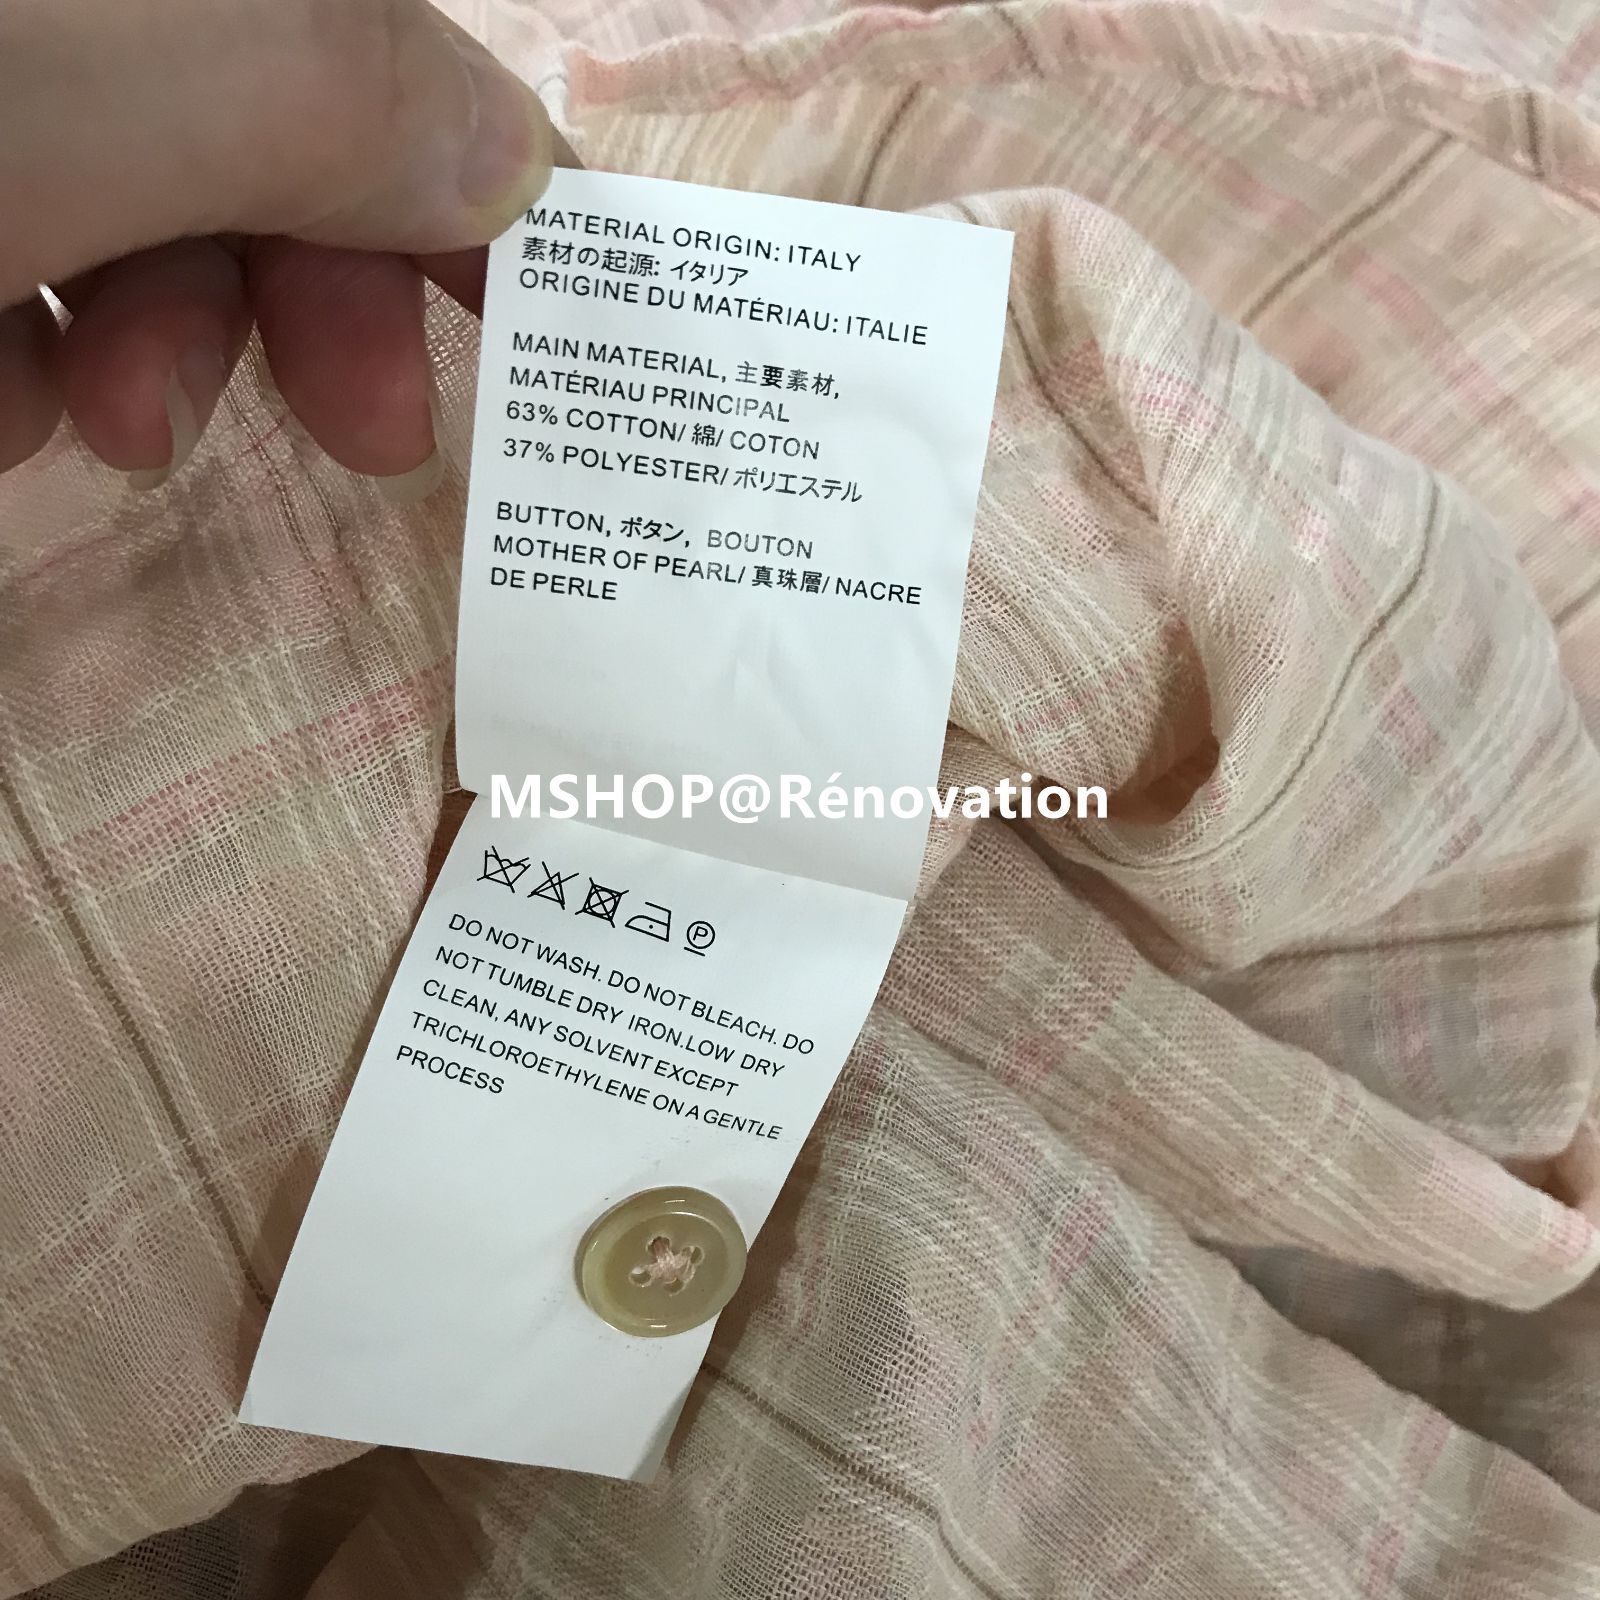 MATERIAL ORIGIN: ITALY
素材の起源: イタリア
ORIGINE DU MATÉRIAU: ITALIE
MAIN MATERIAL, 主要素材,
MATÉRIAU PRINCIPAL
63% COTTON/ 綿/ COTON
37% POLYESTER/ ポリエステル
BUTTON, ポタン, BOUTON
MOTHER OF PEARL/ 真珠層/ NACRE
DE PERLE
MSHOP@Rénovation
DO NOT WASH. DO NOT BLEACH. DO
NOT TUMBLE DRY IRON.LOW DRY
CLEAN, ANY SOLVENT EXCEPT
TRICHLOROETHYLENE ON A GENTLE
PROCESS